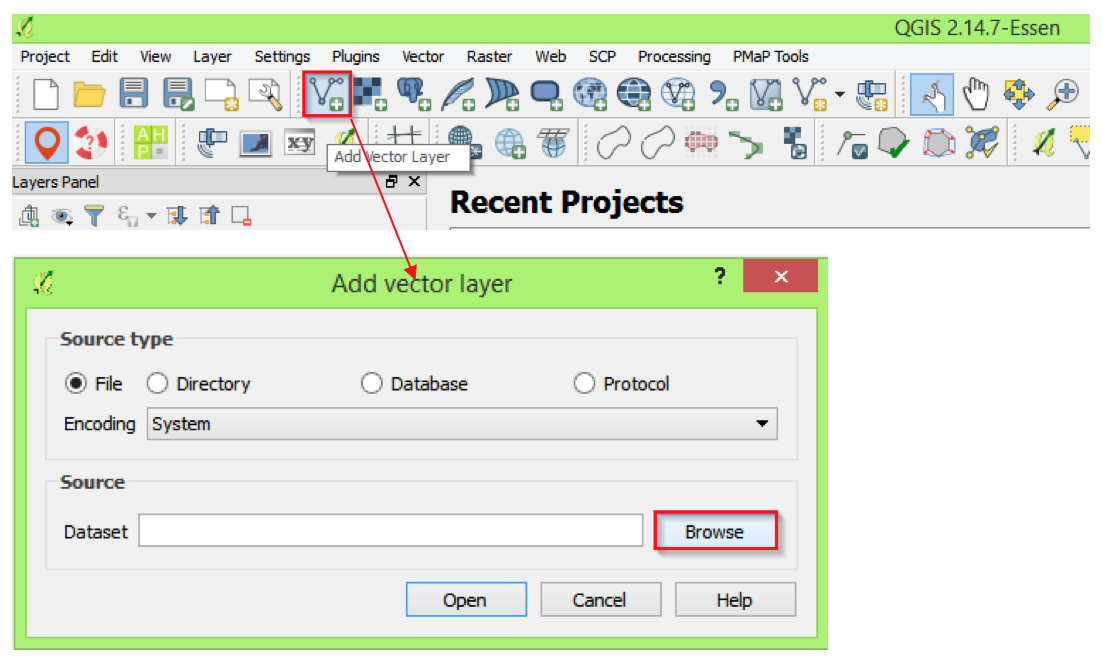 QGIS 2.14.7-Essen
Project Edit View Layer Settings Plugins Vector Raster Web SCP Processing PMaP Tools
AH
P
xy
Add Vector Layer
Layers Panel
Recent Projects
Add vector layer ?
Source type
File Directory Database Protocol
Encoding System
Source
Dataset Browse
Open Cancel Help